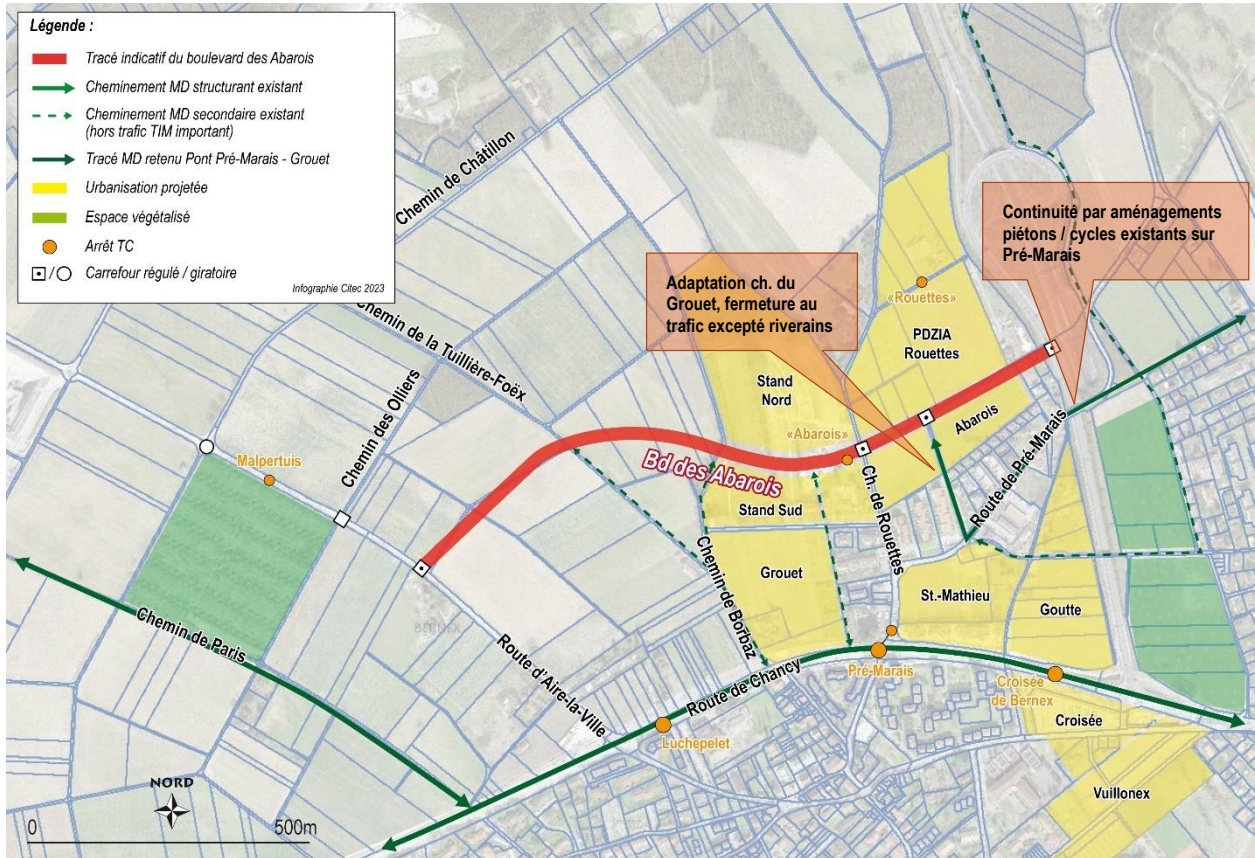 Légende :
Tracé indicatif du boulevard des Abarois
Cheminement MD structurant existant
Cheminement MD secondaire existant
(hors trafic TIM important)
Tracé MD retenu Pont Pré-Marais - Grouet
Urbanisation projetée
Espace végétalisé
Arrêt TC
/ Carrefour régulé / giratoire
Infographie Citec 2023
Chemin de Châtillon
Chemin de la Tuillière-Foëx
Chemin des Olliers
Continuité par aménagements
piétons / cycles existants sur
Pré-Marais
Adaptation ch. du
Grouet, fermeture au
trafic excepté riverains
«Rouettes»
PDZIA
Rouettes
Stand
Nord
Abarois
«Abarois»
Route de Pré-Marais
Bd des Abarois
Malpertuis
Stand Sud
Ch. de Rouettes
Grouet
Chemin de Borbaz
St.-Mathieu
Goutte
BERNEX
Chemin de Paris
Route d'Aire-la-Ville
Route de Chancy
Pré-Marais
Croisée
de Bernex
Croisée
Luchepelet
Vuillonex
NORD
0
500m